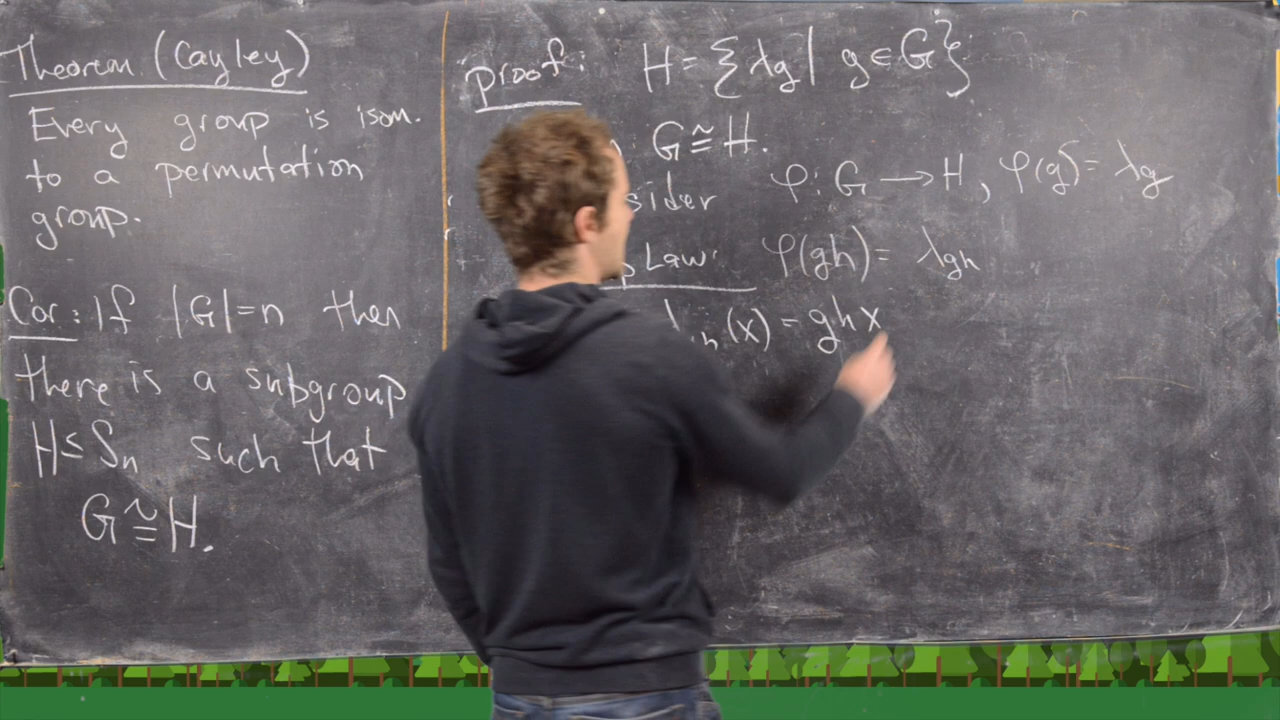 Theorem (Cayley)
Every group is isom.
to a permutation
group.
Cor: If |G|=n then
there is a subgroup
H≤Sn such that
G≅H.
proof: H={λg| g∈G}
G≅H.
φ: G→H, φ(g)= λg
Law: φ(gh)= λgh
(x) = ghx